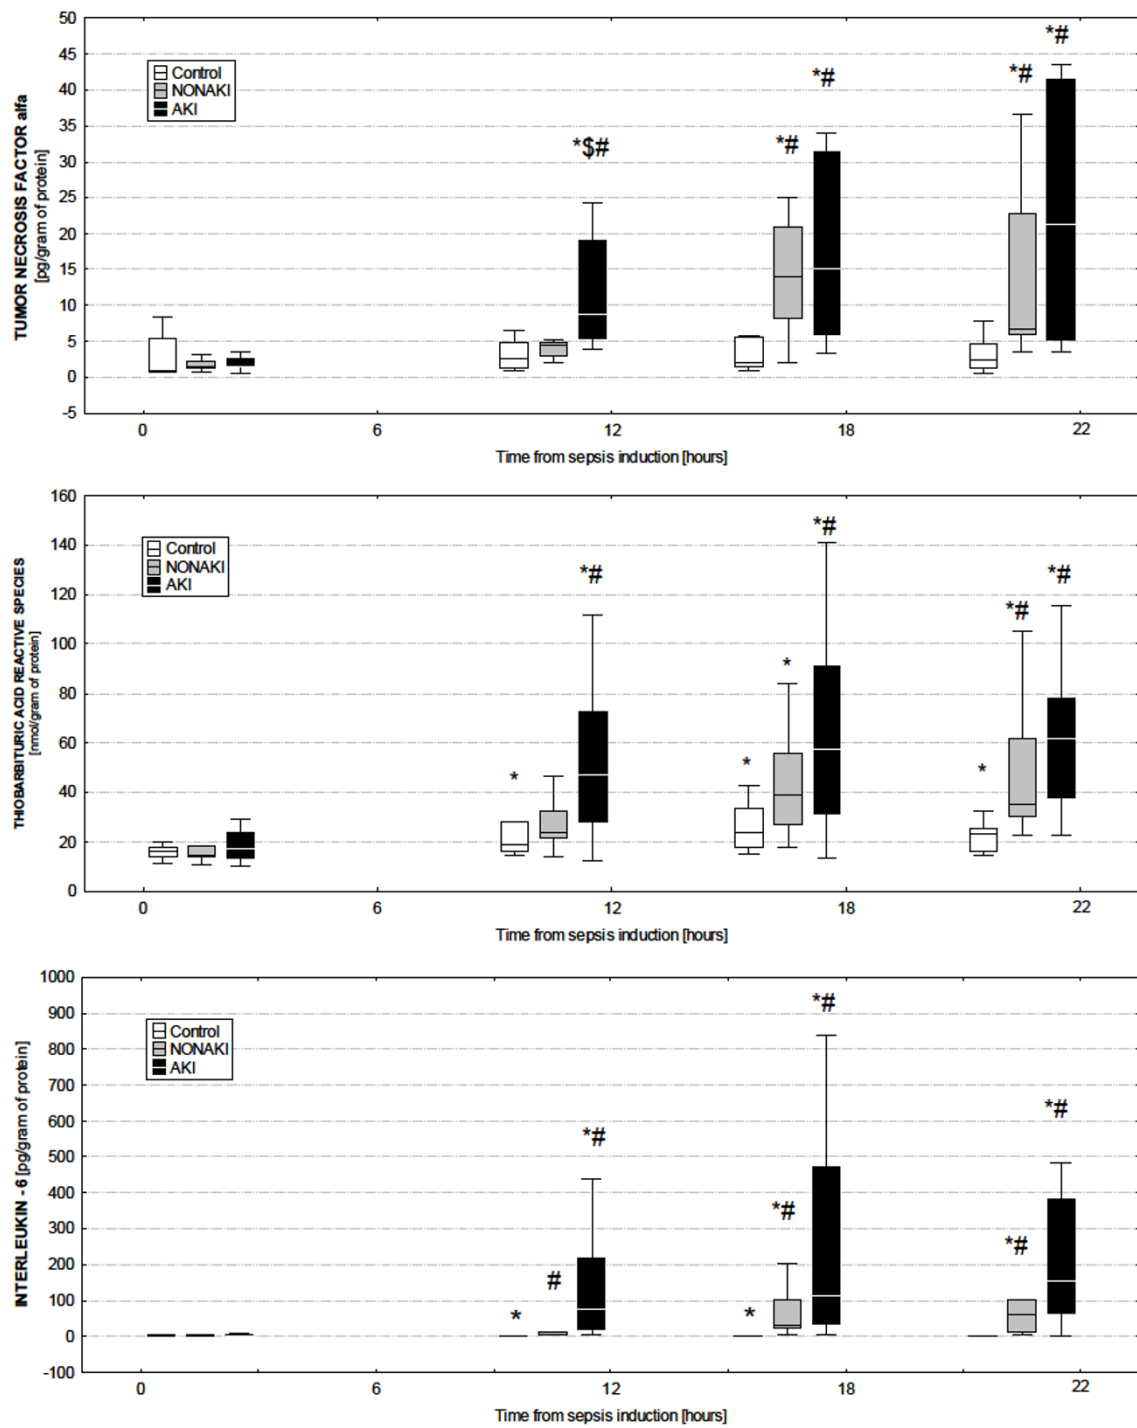 50
45
40
35
30
25
20
15
10
5
0
-5
TUMOR NECROSIS FACTOR alfa
[pg/gram of protein]
Control
NONAKI
AKI
*$#
*#
*#
*#
*#
0 6 12 18 22
Time from sepsis induction [hours]
160
140
120
100
80
60
40
20
0
THIOBARBITURIC ACID REACTIVE SPECIES
[nmol/gram of protein]
Control
NONAKI
AKI
*
*#
*
*
*#
*
*#
*#
0 6 12 18 22
Time from sepsis induction [hours]
1000
900
800
700
600
500
400
300
200
100
0
-100
INTERLEUKIN - 6 [pg/gram of protein]
Control
NONAKI
AKI
*
#
*#
*
*#
*#
*#
*#
0 6 12 18 22
Time from sepsis induction [hours]